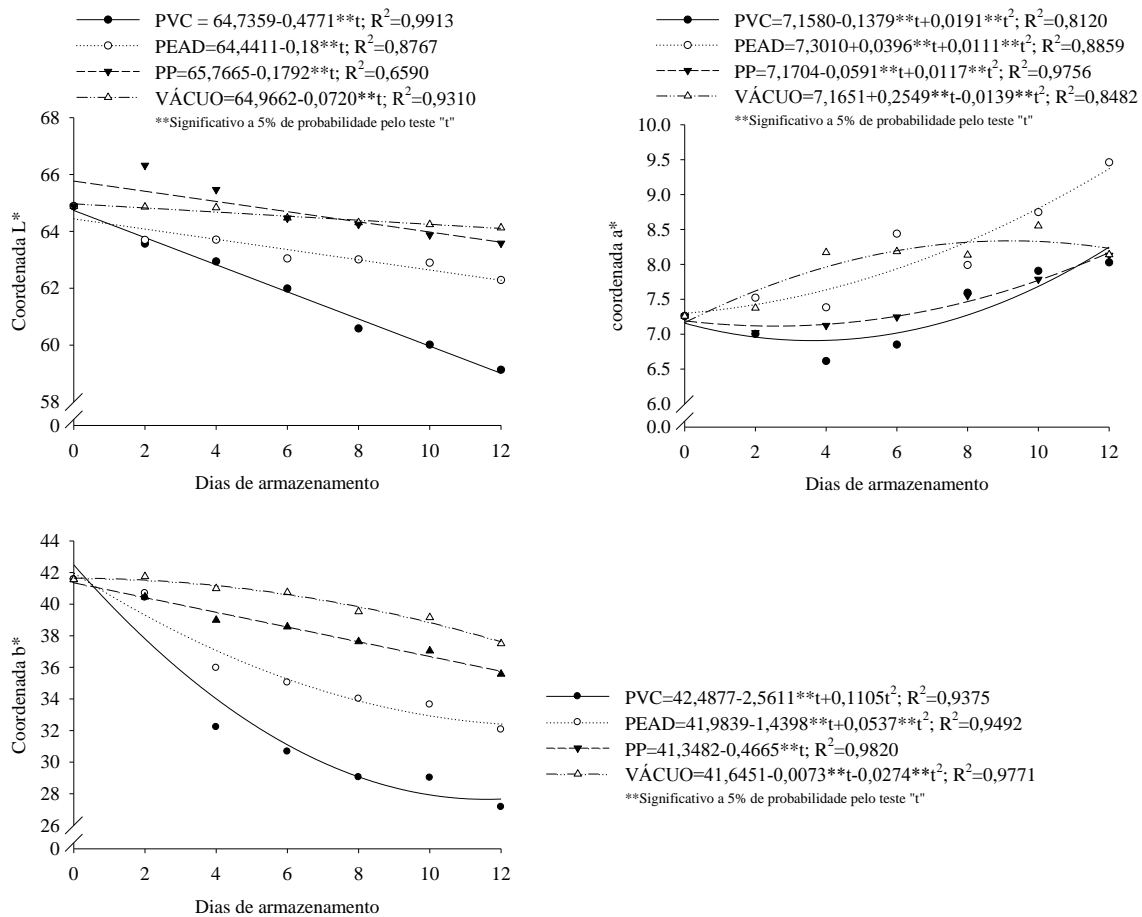 PVC = 64,7359-0,4771**t; R²=0,9913
PEAD=64,4411-0,18**t; R²=0,8767
PP=65,7665-0,1792**t; R²=0,6590
VÁCUO=64,9662-0,0720**t; R²=0,9310
**Significativo a 5% de probabilidade pelo teste "t"
Coordenada L*
66
64
62
60
58
0
0 2 4 6 8 10 12
Dias de armazenamento
PVC=7,1580-0,1379**t+0,0191**t²; R²=0,8120
PEAD=7,3010+0,0396**t+0,0111**t²; R²=0,8859
PP=7,1704-0,0591**t+0,0117**t²; R²=0,9756
VÁCUO=7,1651+0,2549**t-0,0139**t²; R²=0,8482
**Significativo a 5% de probabilidade pelo teste "t"
coordenada a*
10.0
9.5
9.0
8.5
8.0
7.5
7.0
6.5
6.0
0.0
0 2 4 6 8 10 12
Dias de armazenamento
Coordenada b*
44
42
40
38
36
34
32
30
28
26
0
0 2 4 6 8 10 12
Dias de armazenamento
PVC=42,4877-2,5611**t+0,1105t²; R²=0,9375
PEAD=41,9839-1,4398**t+0,0537**t²; R²=0,9492
PP=41,3482-0,4665**t; R²=0,9820
VÁCUO=41,6451-0,0073**t-0,0274**t²; R²=0,9771
**Significativo a 5% de probabilidade pelo teste "t"